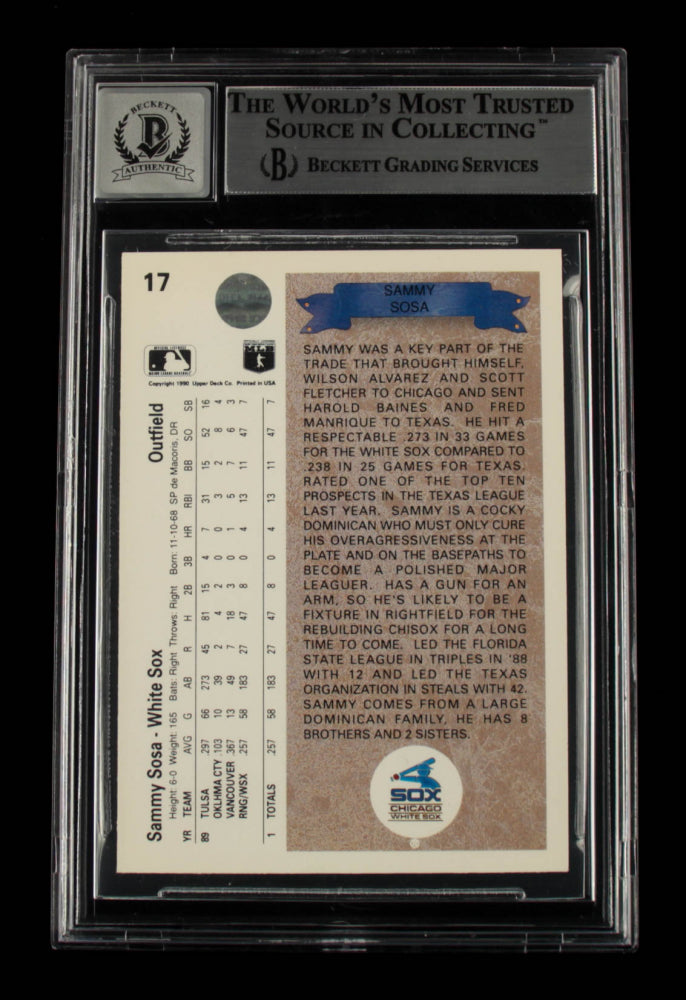 BECKETT
B
AUTHENTIC
THE WORLD'S MOST TRUSTED
SOURCE IN COLLECTING™
B BECKETT GRADING SERVICES
17
MAJOR LEAGUE BASEBALL
Copyright 1990 Upper Deck Co. Printed in USA
Sammy Sosa - White Sox Outfield
Height: 6-0 Weight: 165 Bats: Right Throws: Right Born: 11-10-68 SP de Macoris, DR
YR TEAM AVG G AB R H 2B 3B HR RBI BB SO SB
89 TULSA .297 66 273 45 81 15 4 7 31 15 52 16
OKLHMA CTY .103 10 39 2 4 2 0 0 3 2 8 4
VANCOUVER .367 13 49 7 18 3 0 1 5 7 6 3
RNG/WSX .257 58 183 27 47 8 0 4 13 11 47 7
1 TOTALS .257 58 183 27 47 8 0 4 13 11 47 7
SAMMY
SOSA
SAMMY WAS A KEY PART OF THE
TRADE THAT BROUGHT HIMSELF,
WILSON ALVAREZ AND SCOTT
FLETCHER TO CHICAGO AND SENT
HAROLD BAINES AND FRED
MANRIQUE TO TEXAS. HE HIT A
RESPECTABLE .273 IN 33 GAMES
FOR THE WHITE SOX COMPARED TO
.238 IN 25 GAMES FOR TEXAS.
RATED ONE OF THE TOP TEN
PROSPECTS IN THE TEXAS LEAGUE
LAST YEAR. SAMMY IS A COCKY
DOMINICAN WHO MUST ONLY CURE
HIS OVERAGRESSIVENESS AT THE
PLATE AND ON THE BASEPATHS TO
BECOME A POLISHED MAJOR
LEAGUER. HAS A GUN FOR AN
ARM, SO HE'S LIKELY TO BE A
FIXTURE IN RIGHTFIELD FOR THE
REBUILDING CHISOX FOR A LONG
TIME TO COME. LED THE FLORIDA
STATE LEAGUE IN TRIPLES IN '88
WITH 12 AND LED THE TEXAS
ORGANIZATION IN STEALS WITH 42.
SAMMY COMES FROM A LARGE
DOMINICAN FAMILY. HE HAS 8
BROTHERS AND 2 SISTERS.
SOX
CHICAGO
WHITE SOX